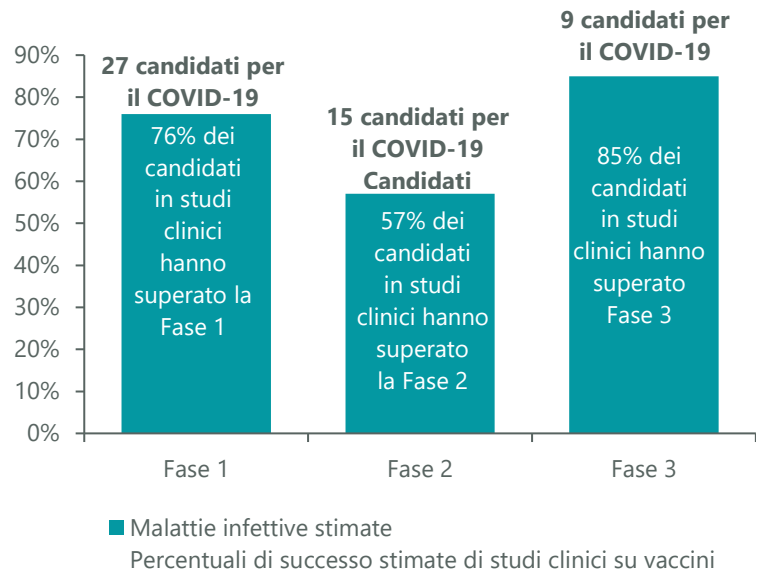 9 candidati per
il COVID-19
27 candidati per
il COVID-19
15 candidati per
il COVID-19
Candidati
90%
80%
70%
60%
50%
40%
30%
20%
10%
0%
76% dei
candidati
in studi
clinici
hanno
superato la
Fase 1
57% dei
candidati
in studi
clinici hanno
superato
la Fase 2
85% dei
candidati
in studi
clinici hanno
superato
Fase 3
Fase 1
Fase 2
Fase 3
Malattie infettive stimate
Percentuali di successo stimate di studi clinici su vaccini